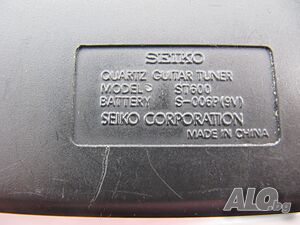 SEIKO
QUARTZ GUITAR TUNER
MODEL > ST600
BATTERY S-006P(9V)
SEIKO CORPORATION
MADE IN CHINA
ALO.bg